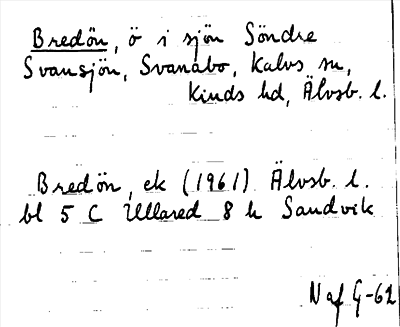 Bredön, ö i sjön Söndre
Svansjön, Svanabo, Kalvs sn,
Kinds hd, Älvsb. l.
Bredön, ek (1961) Älvsb. l.
bl 5 C Ullared 8 h Sandvik
N af G-62